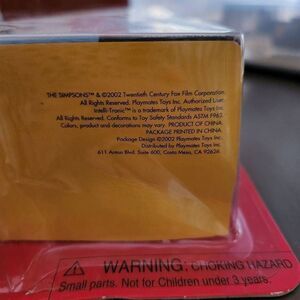 THE SIMPSONS™ & ©2002 Twentieth Century Fox Film Corporation.
All Rights Reserved. Playmates Toys Inc. Authorized User.
Intelli-Tronic™ is a trademark of Playmates Toys Inc.
All Rights Reserved. Conforms to Toy Safety Standards ASTM F963.
Colors, product and decorations may vary. PRODUCT OF CHINA.
PACKAGE PRINTED IN CHINA.
Package Design ©2002 Playmates Toys Inc.
Distributed by Playmates Toys Inc.
611 Anton Blvd. Suite 600, Costa Mesa, CA 92626
WARNING: CHOKING HAZARD
Small parts. Not for Children under 3 years.